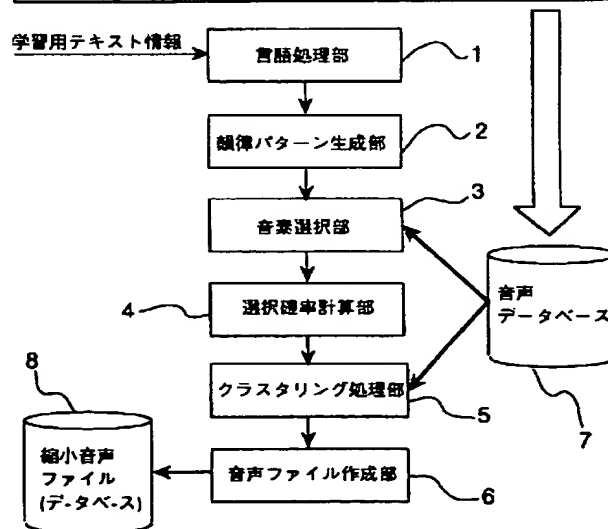 学習用テキスト情報
言語処理部
1
韻律パターン生成部
2
音素選択部
3
選択確率計算部
4
音声
データベース
7
クラスタリング処理部
5
音声ファイル作成部
6
8
縮小音声
ファイル
(データベース)